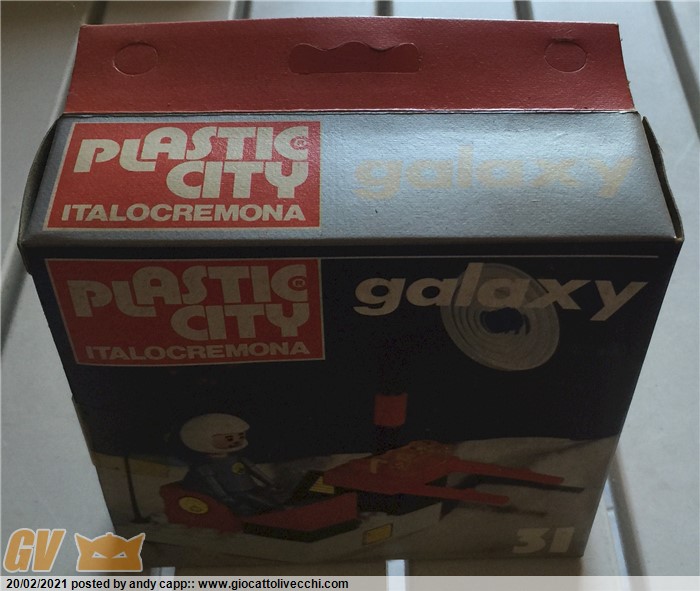 PLASTIC
CITY
ITALOCREMONA
galaxy
PLASTIC
CITY
ITALOCREMONA
galaxy
31
GV
20/02/2021 posted by andy capp:: www.giocattolivecchi.com